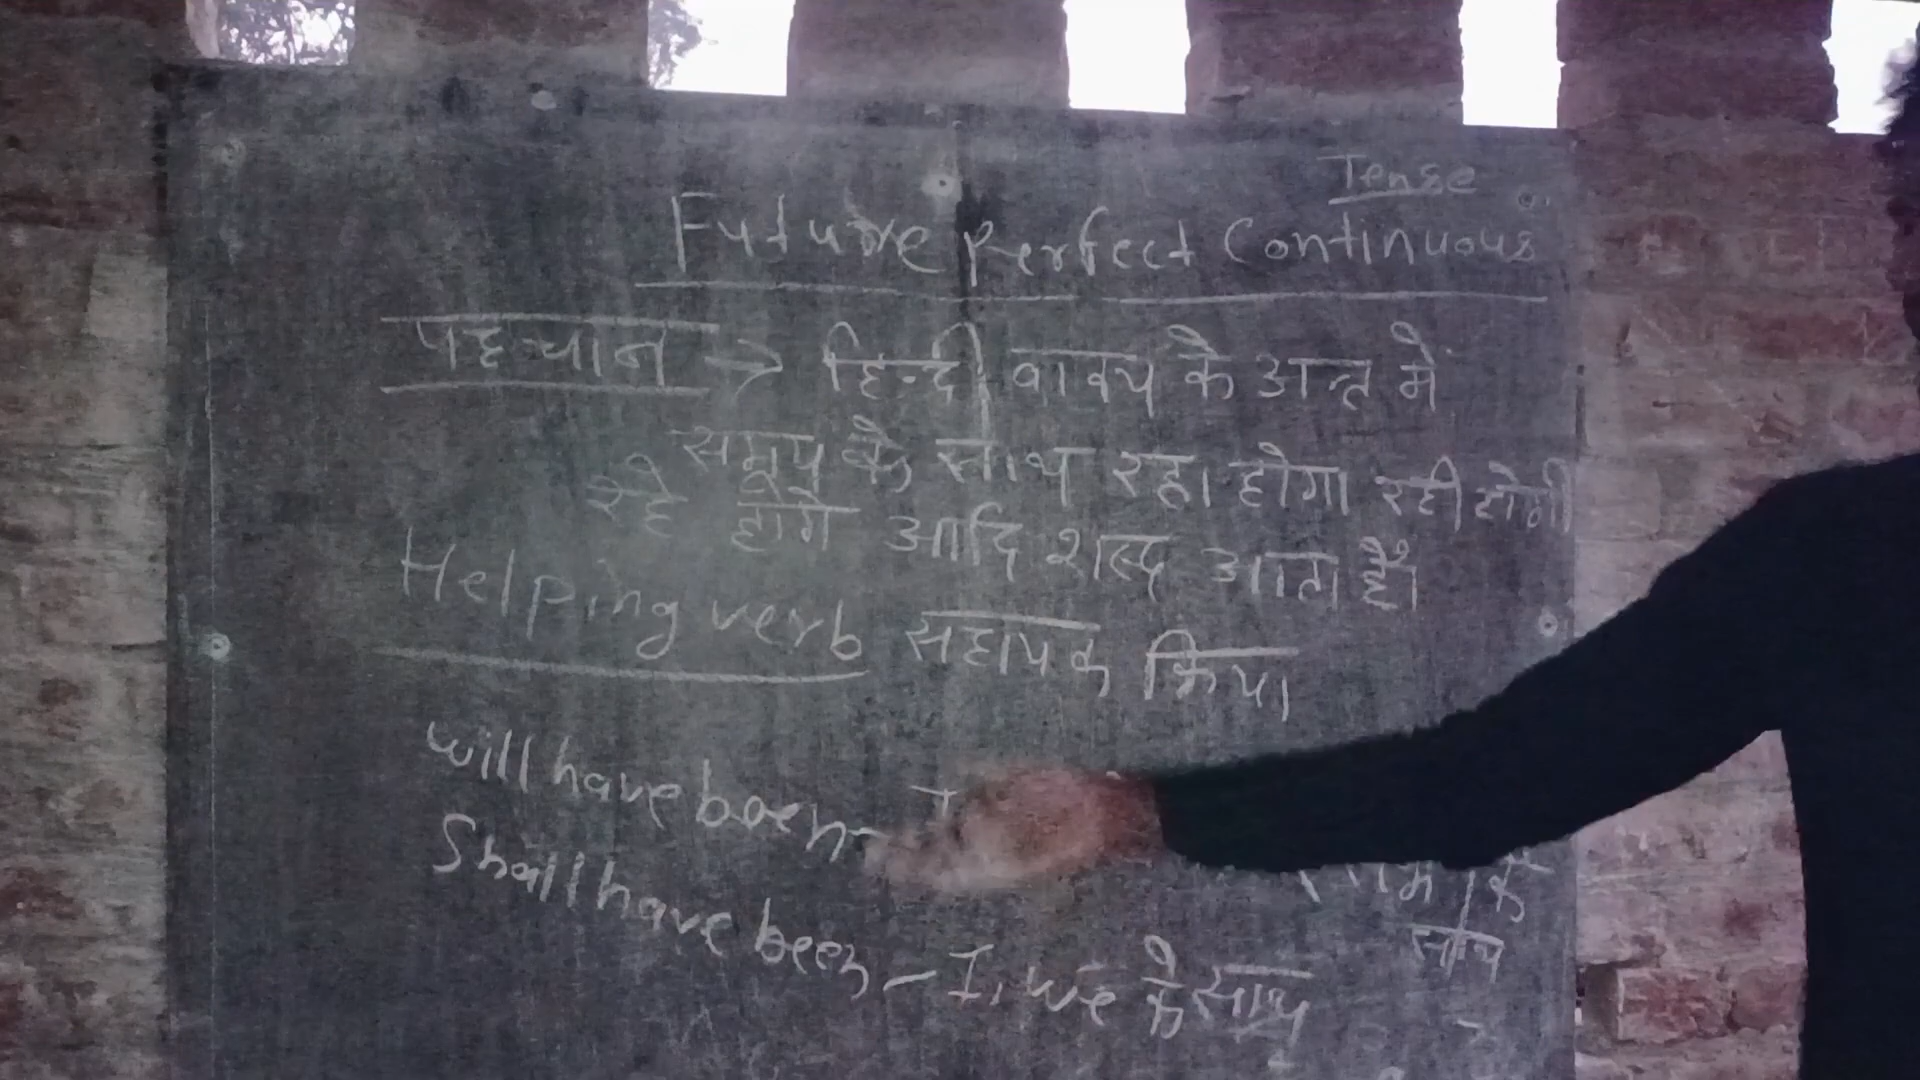 Tense
Future Perfect Continuous
पहचान → हिन्दी वाक्य के अन्त में
समय के साथ रहा होगा रही होगी
रहे होगे आदि शब्द आता है।
Helping verb सहायक क्रिया
will have been -
के
साथ
Shall have been - I, we के साथ